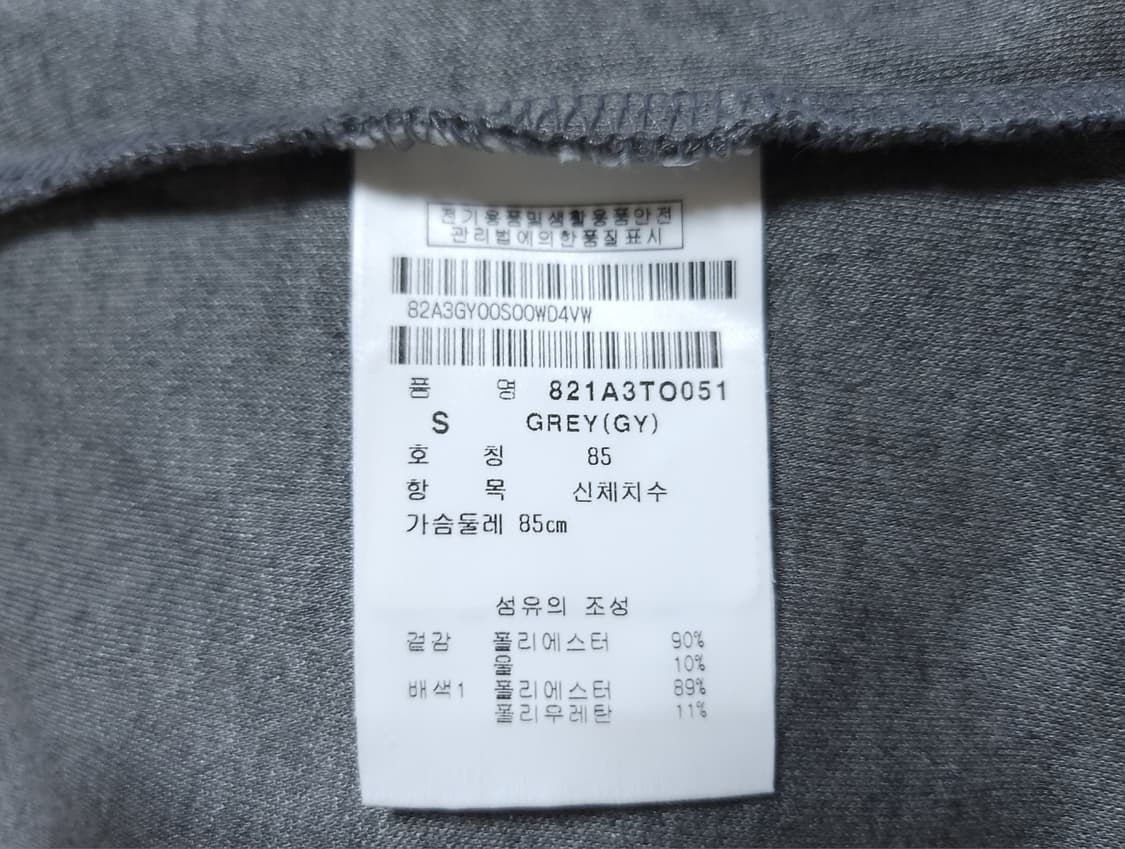 전기용품및생활용품안전
관리법에의한품질표시
82A3GY00S00WD4VW
품 명 821A3TO051
S GREY(GY)
호 칭 85
항 목 신체치수
가슴둘레 85cm
섬유의 조성
겉감 폴리에스터 90%
울 10%
배색1 폴리에스터 89%
폴리우레탄 11%